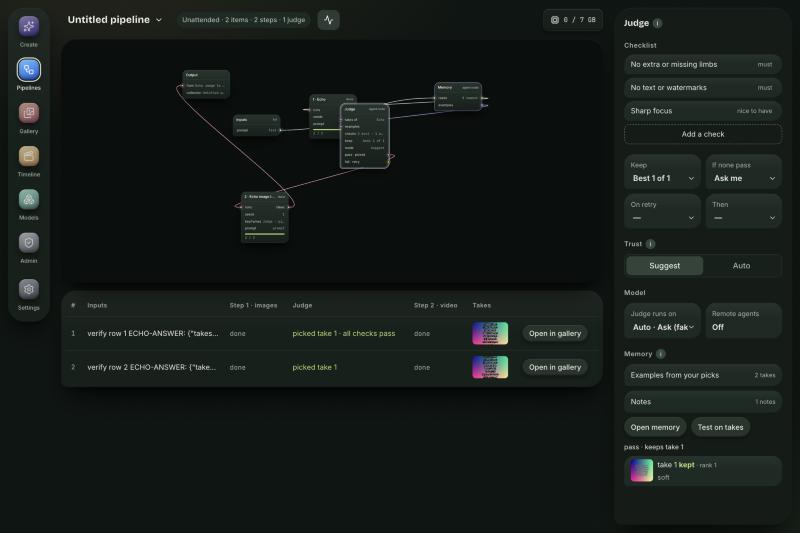 Create
Pipelines
Gallery
Timeline
Models
Admin
Settings
Untitled pipeline
Unattended · 2 items · 2 steps · 1 judge
0 / 7 GB
Output
Inputs
1 · Echo
Judge
Memory
examples
#
Inputs
Step 1 · images
Judge
Step 2 · video
Takes
1
verify row 1 ECHO-ANSWER: {"takes...
done
picked take 1 · all checks pass
done
Open in gallery
2
verify row 2 ECHO-ANSWER: {"take...
done
picked take 1
done
Open in gallery
Judge
Checklist
No extra or missing limbs must
No text or watermarks must
Sharp focus nice to have
Add a check
Keep
Best 1 of 1
If none pass
Ask me
On retry
—
Then
—
Trust
Suggest
Auto
Model
Judge runs on
Auto · Ask (fak
Remote agents
Off
Memory
Examples from your picks 2 takes
Notes 1 notes
Open memory
Test on takes
pass · keeps take 1
take 1 kept · rank 1
soft